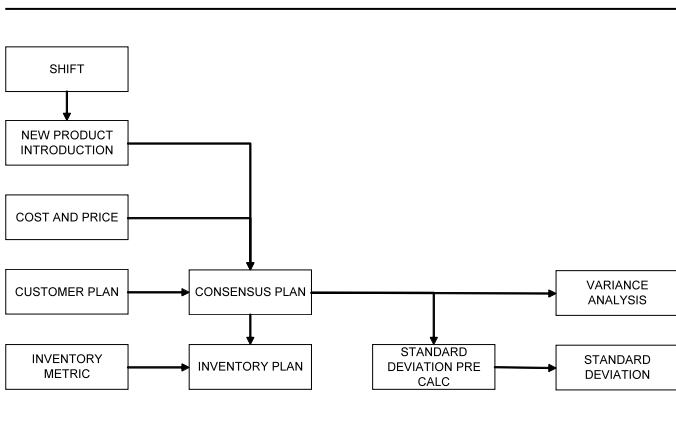 SHIFT
NEW PRODUCT
INTRODUCTION
COST AND PRICE
CUSTOMER PLAN
CONSENSUS PLAN
VARIANCE
ANALYSIS
INVENTORY
METRIC
INVENTORY PLAN
STANDARD
DEVIATION PRE
CALC
STANDARD
DEVIATION